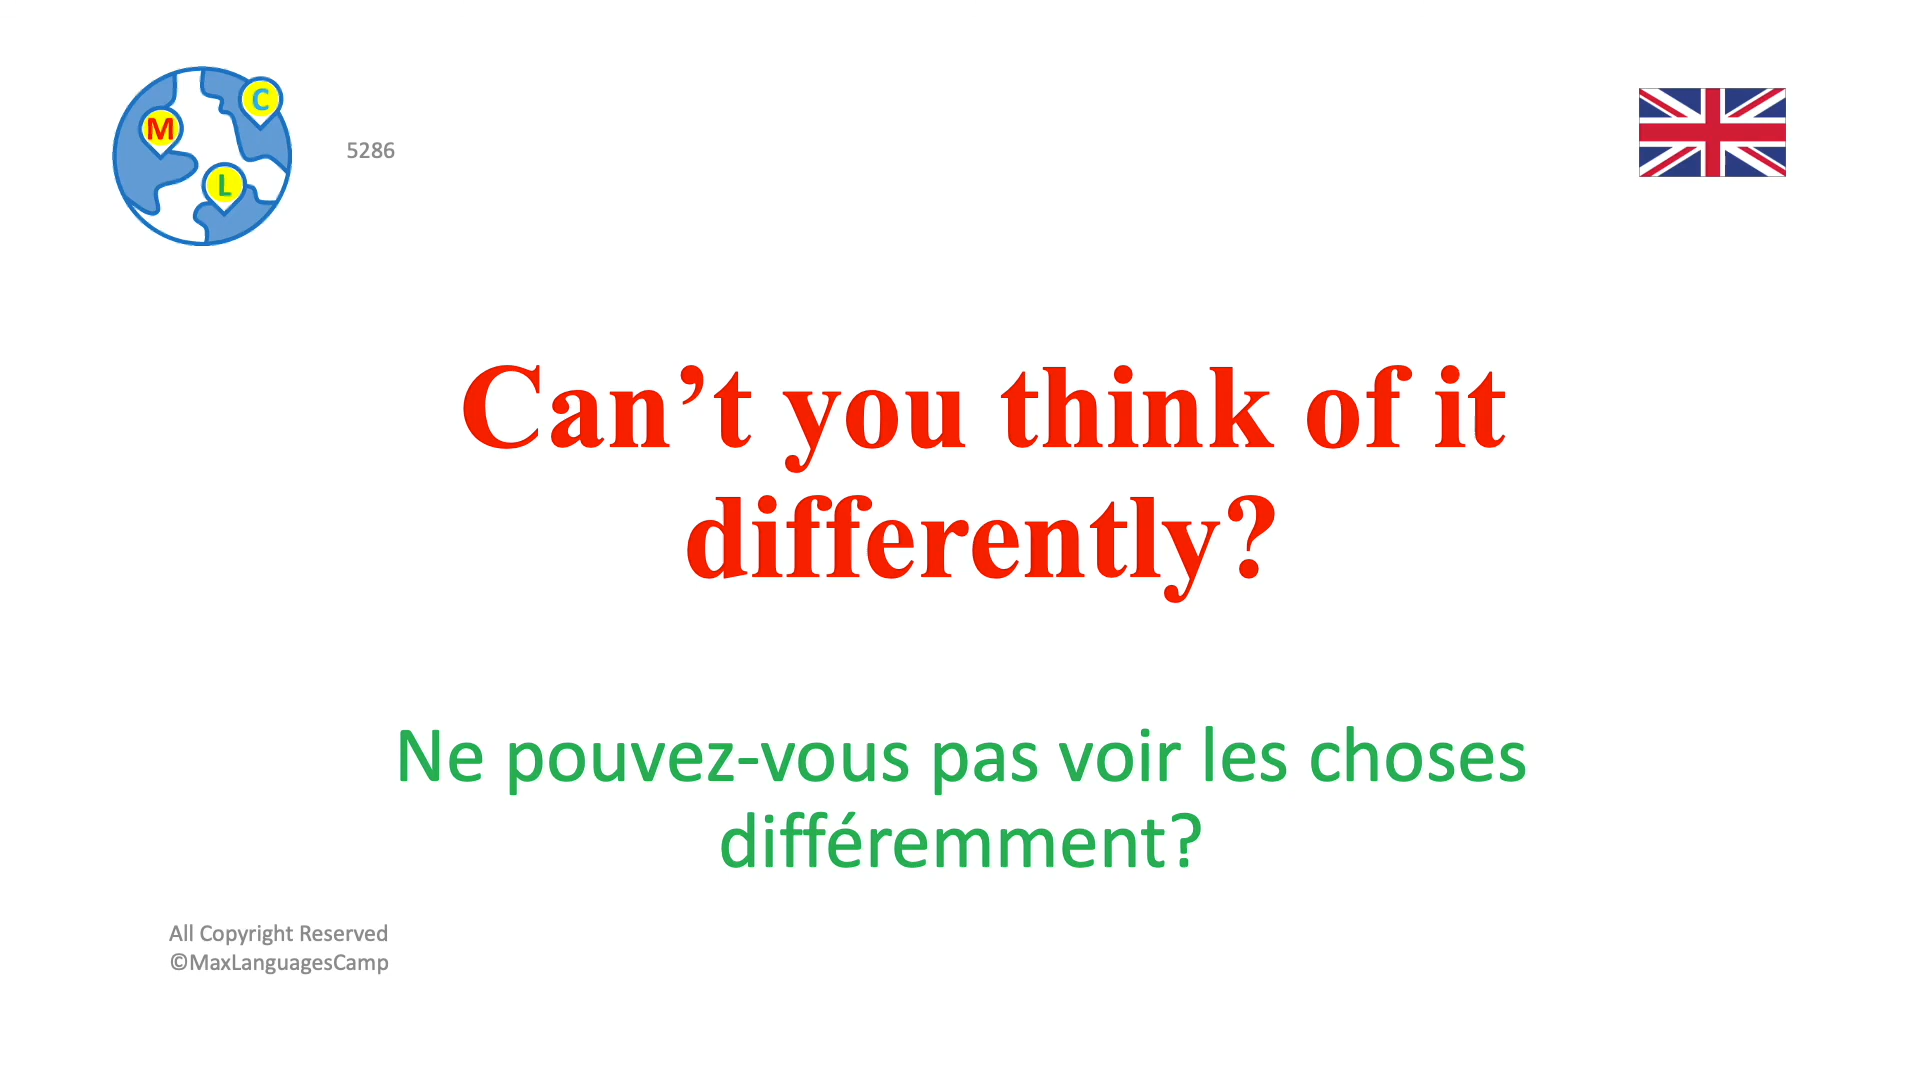 M
C
L
5286
Can’t you think of it
differently?
Ne pouvez-vous pas voir les choses
différemment?
All Copyright Reserved
©MaxLanguagesCamp